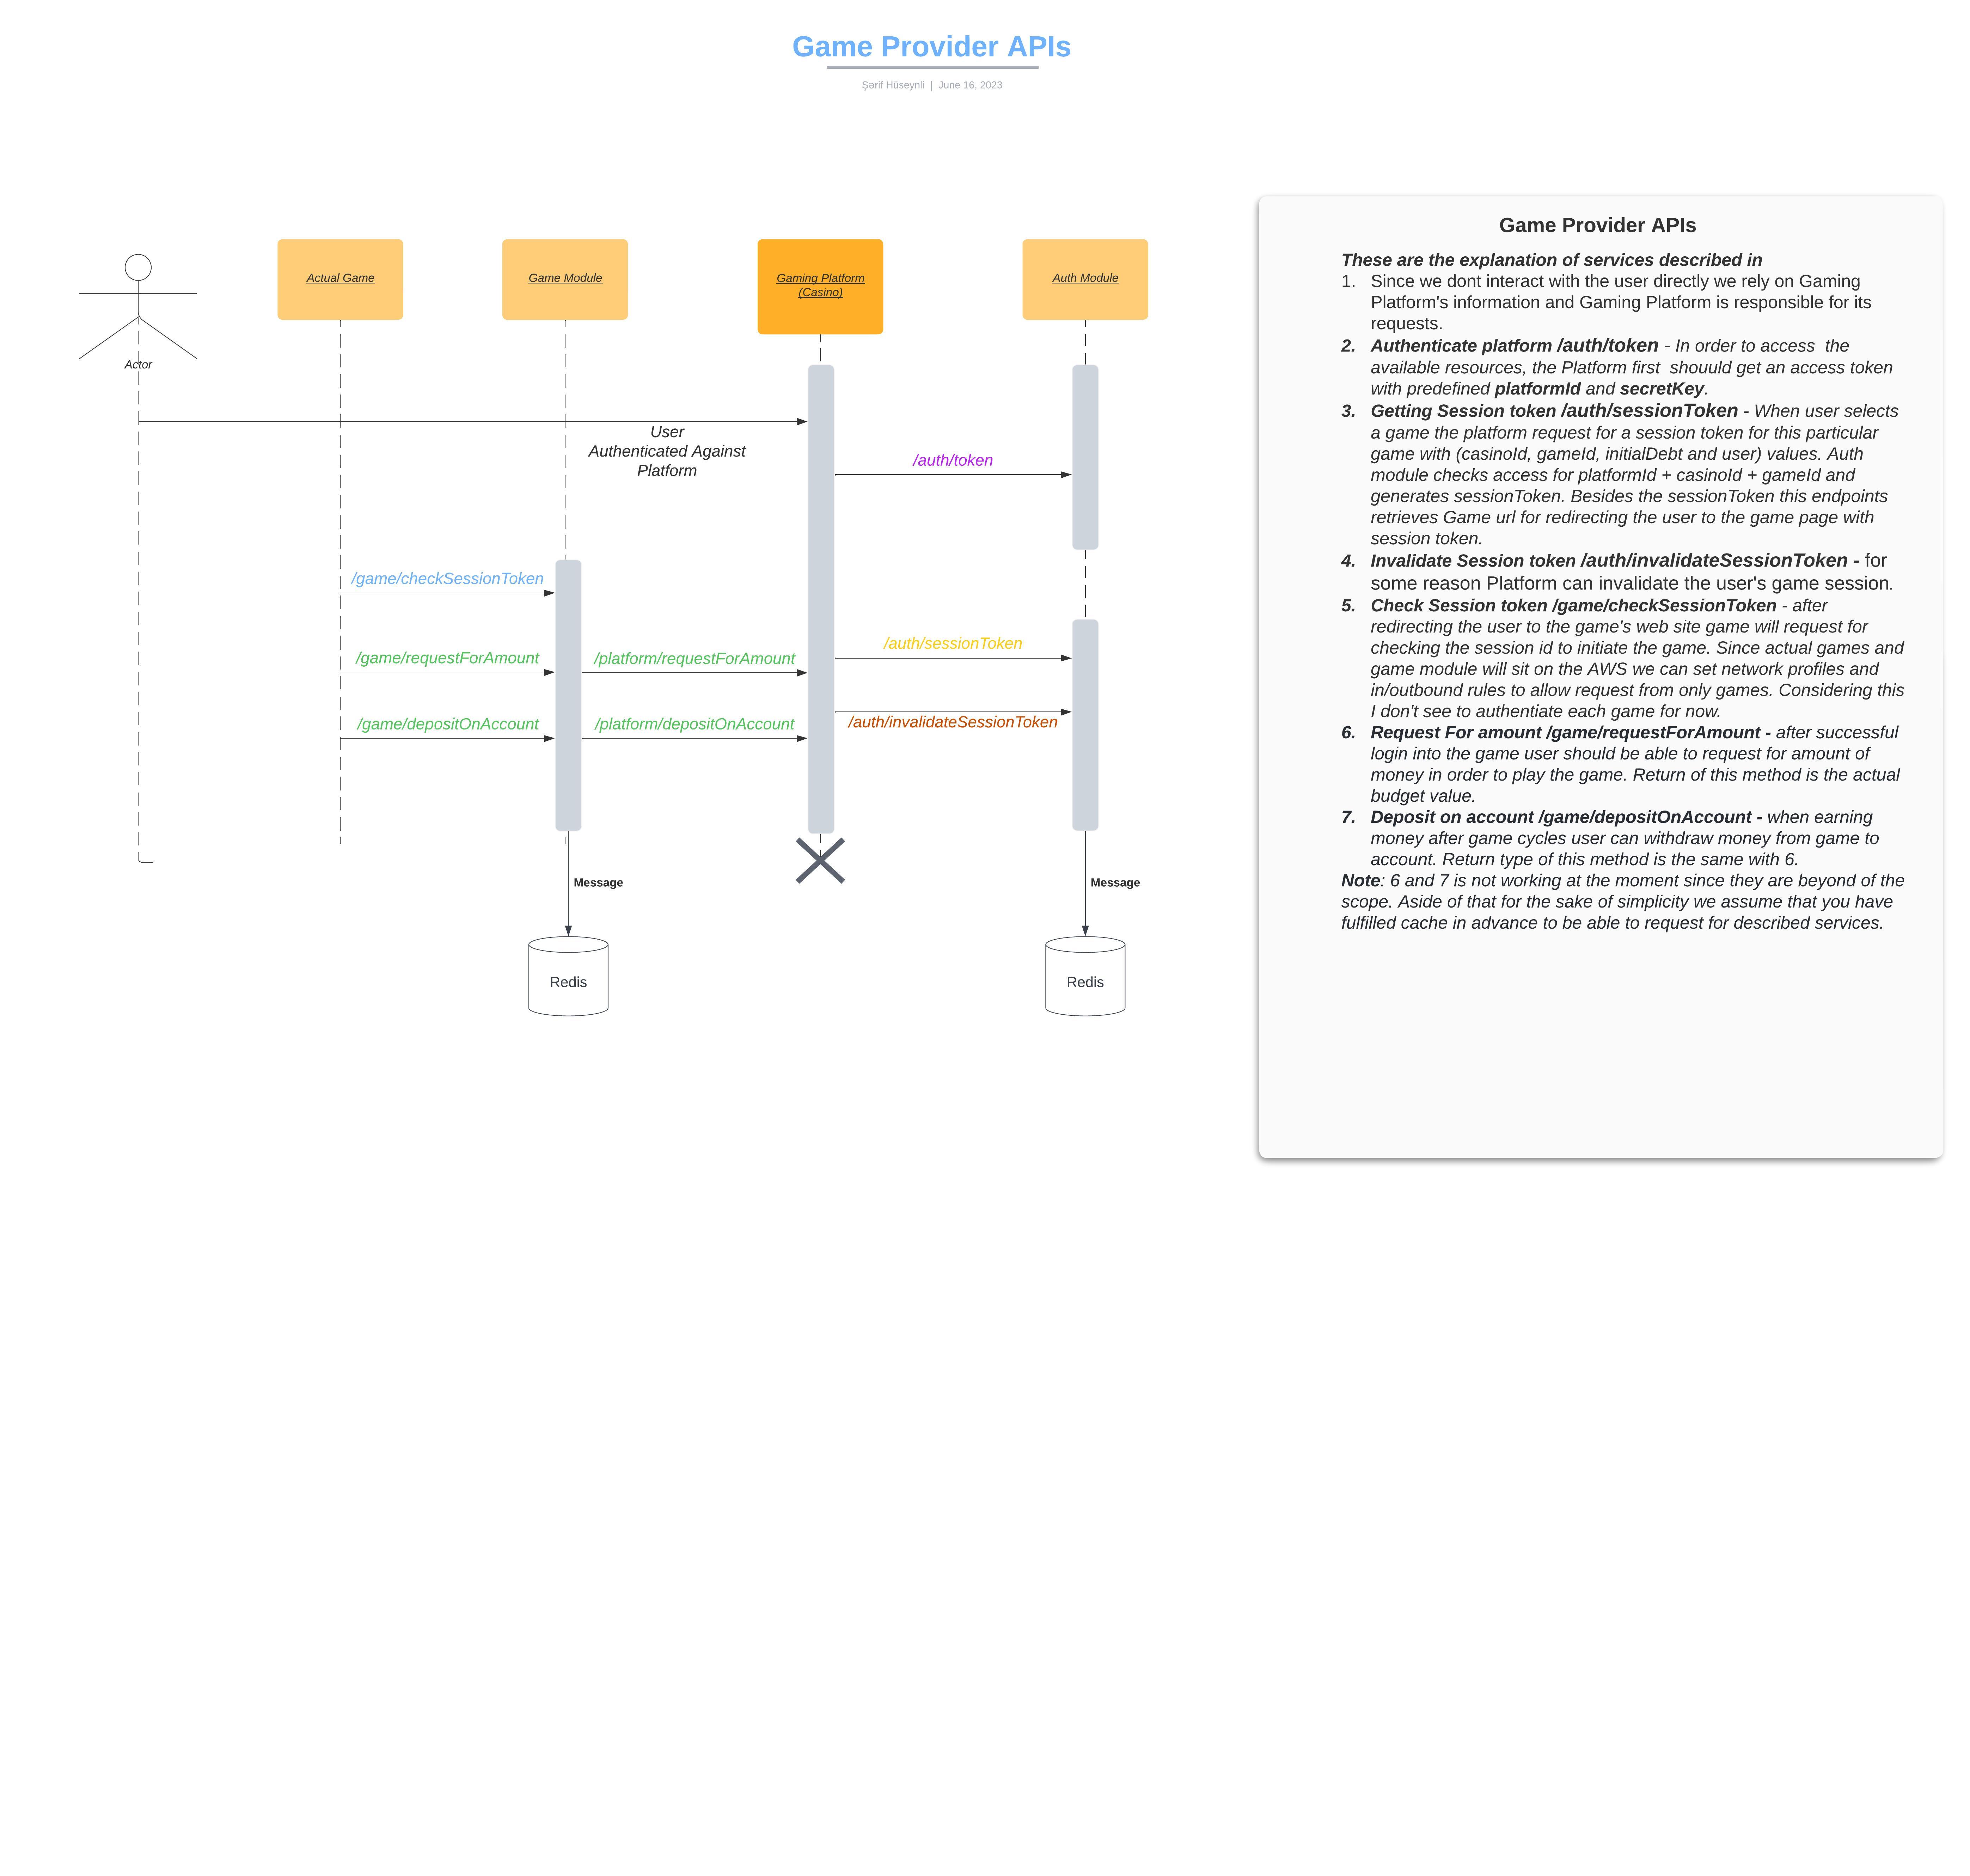 Game Provider APIs
Şərif Hüseynli | June 16, 2023
Actual Game
Game Module
Gaming Platform
(Casino)
Auth Module
Actor
User
Authenticated Against
Platform
/auth/token
/game/checkSessionToken
/game/requestForAmount
/platform/requestForAmount
/auth/sessionToken
/game/depositOnAccount
/platform/depositOnAccount
/auth/invalidateSessionToken
Message
Message
Redis
Redis
Game Provider APIs
These are the explanation of services described in
1. Since we dont interact with the user directly we rely on Gaming
Platform's information and Gaming Platform is responsible for its
requests.
2. Authenticate platform /auth/token - In order to access  the
available resources, the Platform first  shouuld get an access token
with predefined platformId and secretKey.
3. Getting Session token /auth/sessionToken - When user selects
a game the platform request for a session token for this particular
game with (casinoId, gameId, initialDebt and user) values. Auth
module checks access for platformId + casinoId + gameId and
generates sessionToken. Besides the sessionToken this endpoints
retrieves Game url for redirecting the user to the game page with
session token.
4. Invalidate Session token /auth/invalidateSessionToken - for
some reason Platform can invalidate the user's game session.
5. Check Session token /game/checkSessionToken - after
redirecting the user to the game's web site game will request for
checking the session id to initiate the game. Since actual games and
game module will sit on the AWS we can set network profiles and
in/outbound rules to allow request from only games. Considering this
I don't see to authentiate each game for now.
6. Request For amount /game/requestForAmount - after successful
login into the game user should be able to request for amount of
money in order to play the game. Return of this method is the actual
budget value.
7. Deposit on account /game/depositOnAccount - when earning
money after game cycles user can withdraw money from game to
account. Return type of this method is the same with 6.
Note: 6 and 7 is not working at the moment since they are beyond of the
scope. Aside of that for the sake of simplicity we assume that you have
fulfilled cache in advance to be able to request for described services.